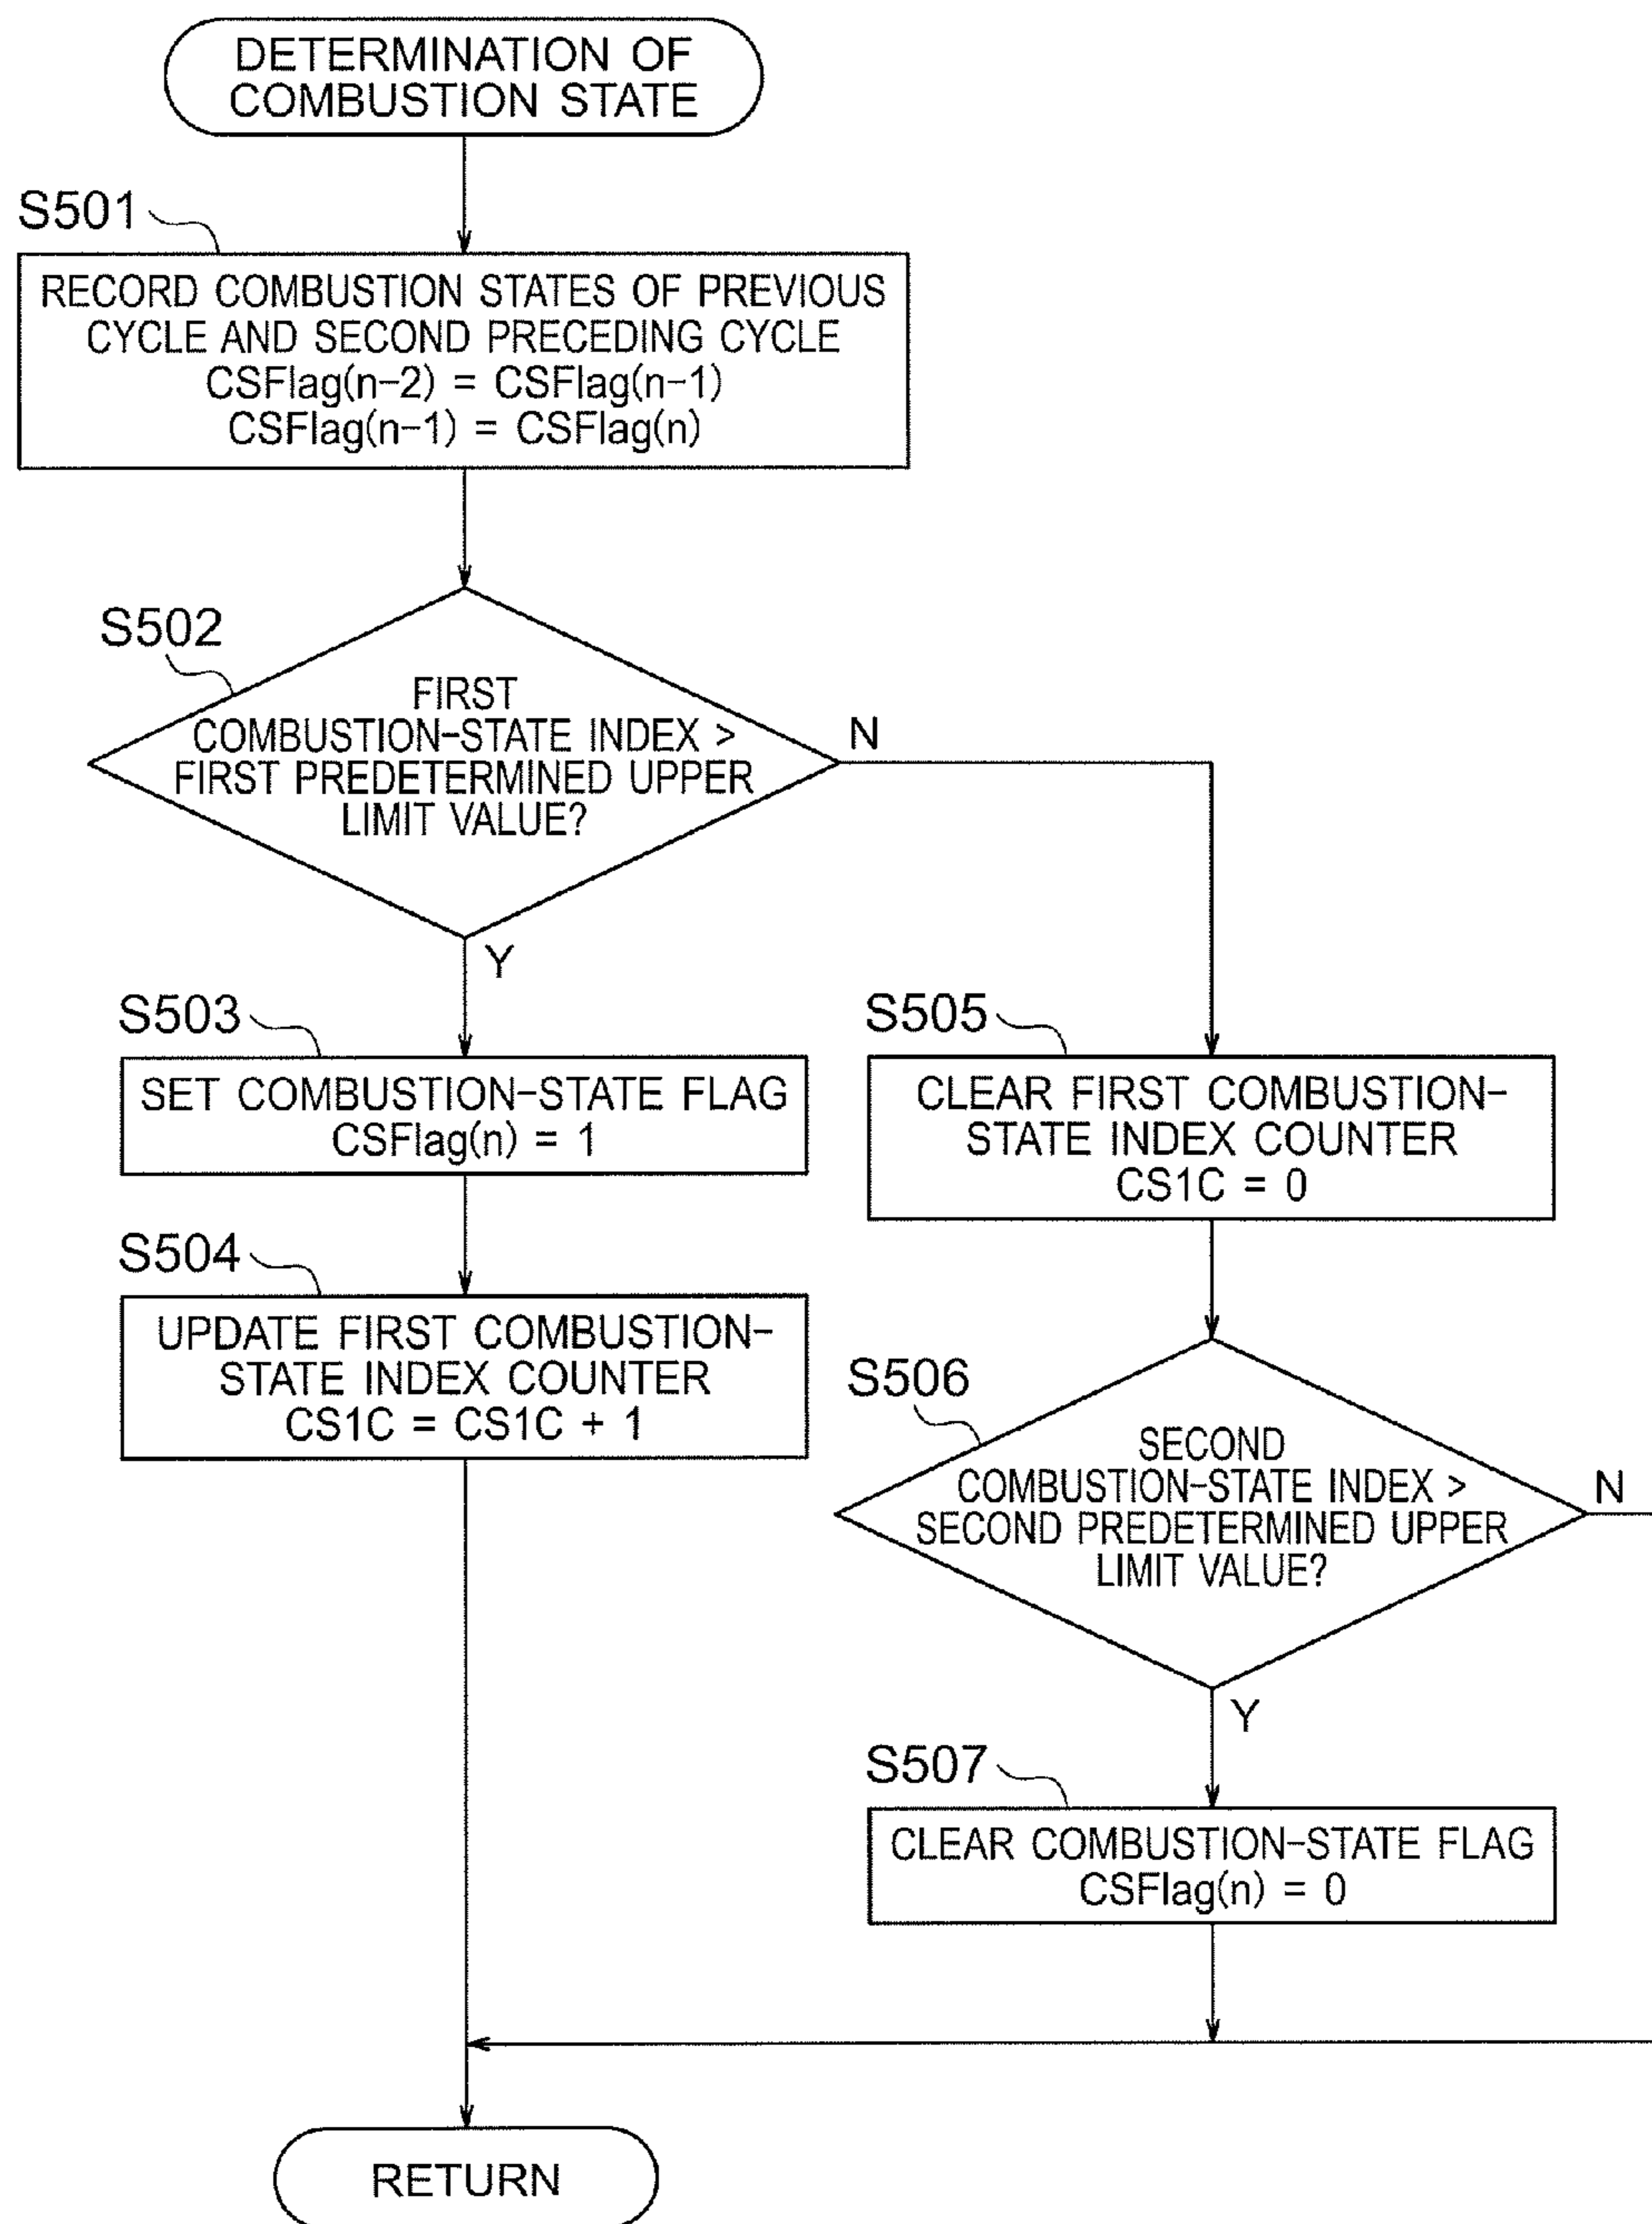 DETERMINATION OF
COMBUSTION STATE
S501
RECORD COMBUSTION STATES OF PREVIOUS
CYCLE AND SECOND PRECEDING CYCLE
CSFlag(n-2) = CSFlag(n-1)
CSFlag(n-1) = CSFlag(n)
S502
FIRST
COMBUSTION-STATE INDEX >
FIRST PREDETERMINED UPPER
LIMIT VALUE?
N
Y
S503
SET COMBUSTION-STATE FLAG
CSFlag(n) = 1
S504
UPDATE FIRST COMBUSTION-
STATE INDEX COUNTER
CS1C = CS1C + 1
S505
CLEAR FIRST COMBUSTION-
STATE INDEX COUNTER
CS1C = 0
S506
SECOND
COMBUSTION-STATE INDEX >
SECOND PREDETERMINED UPPER
LIMIT VALUE?
N
Y
S507
CLEAR COMBUSTION-STATE FLAG
CSFlag(n) = 0
RETURN